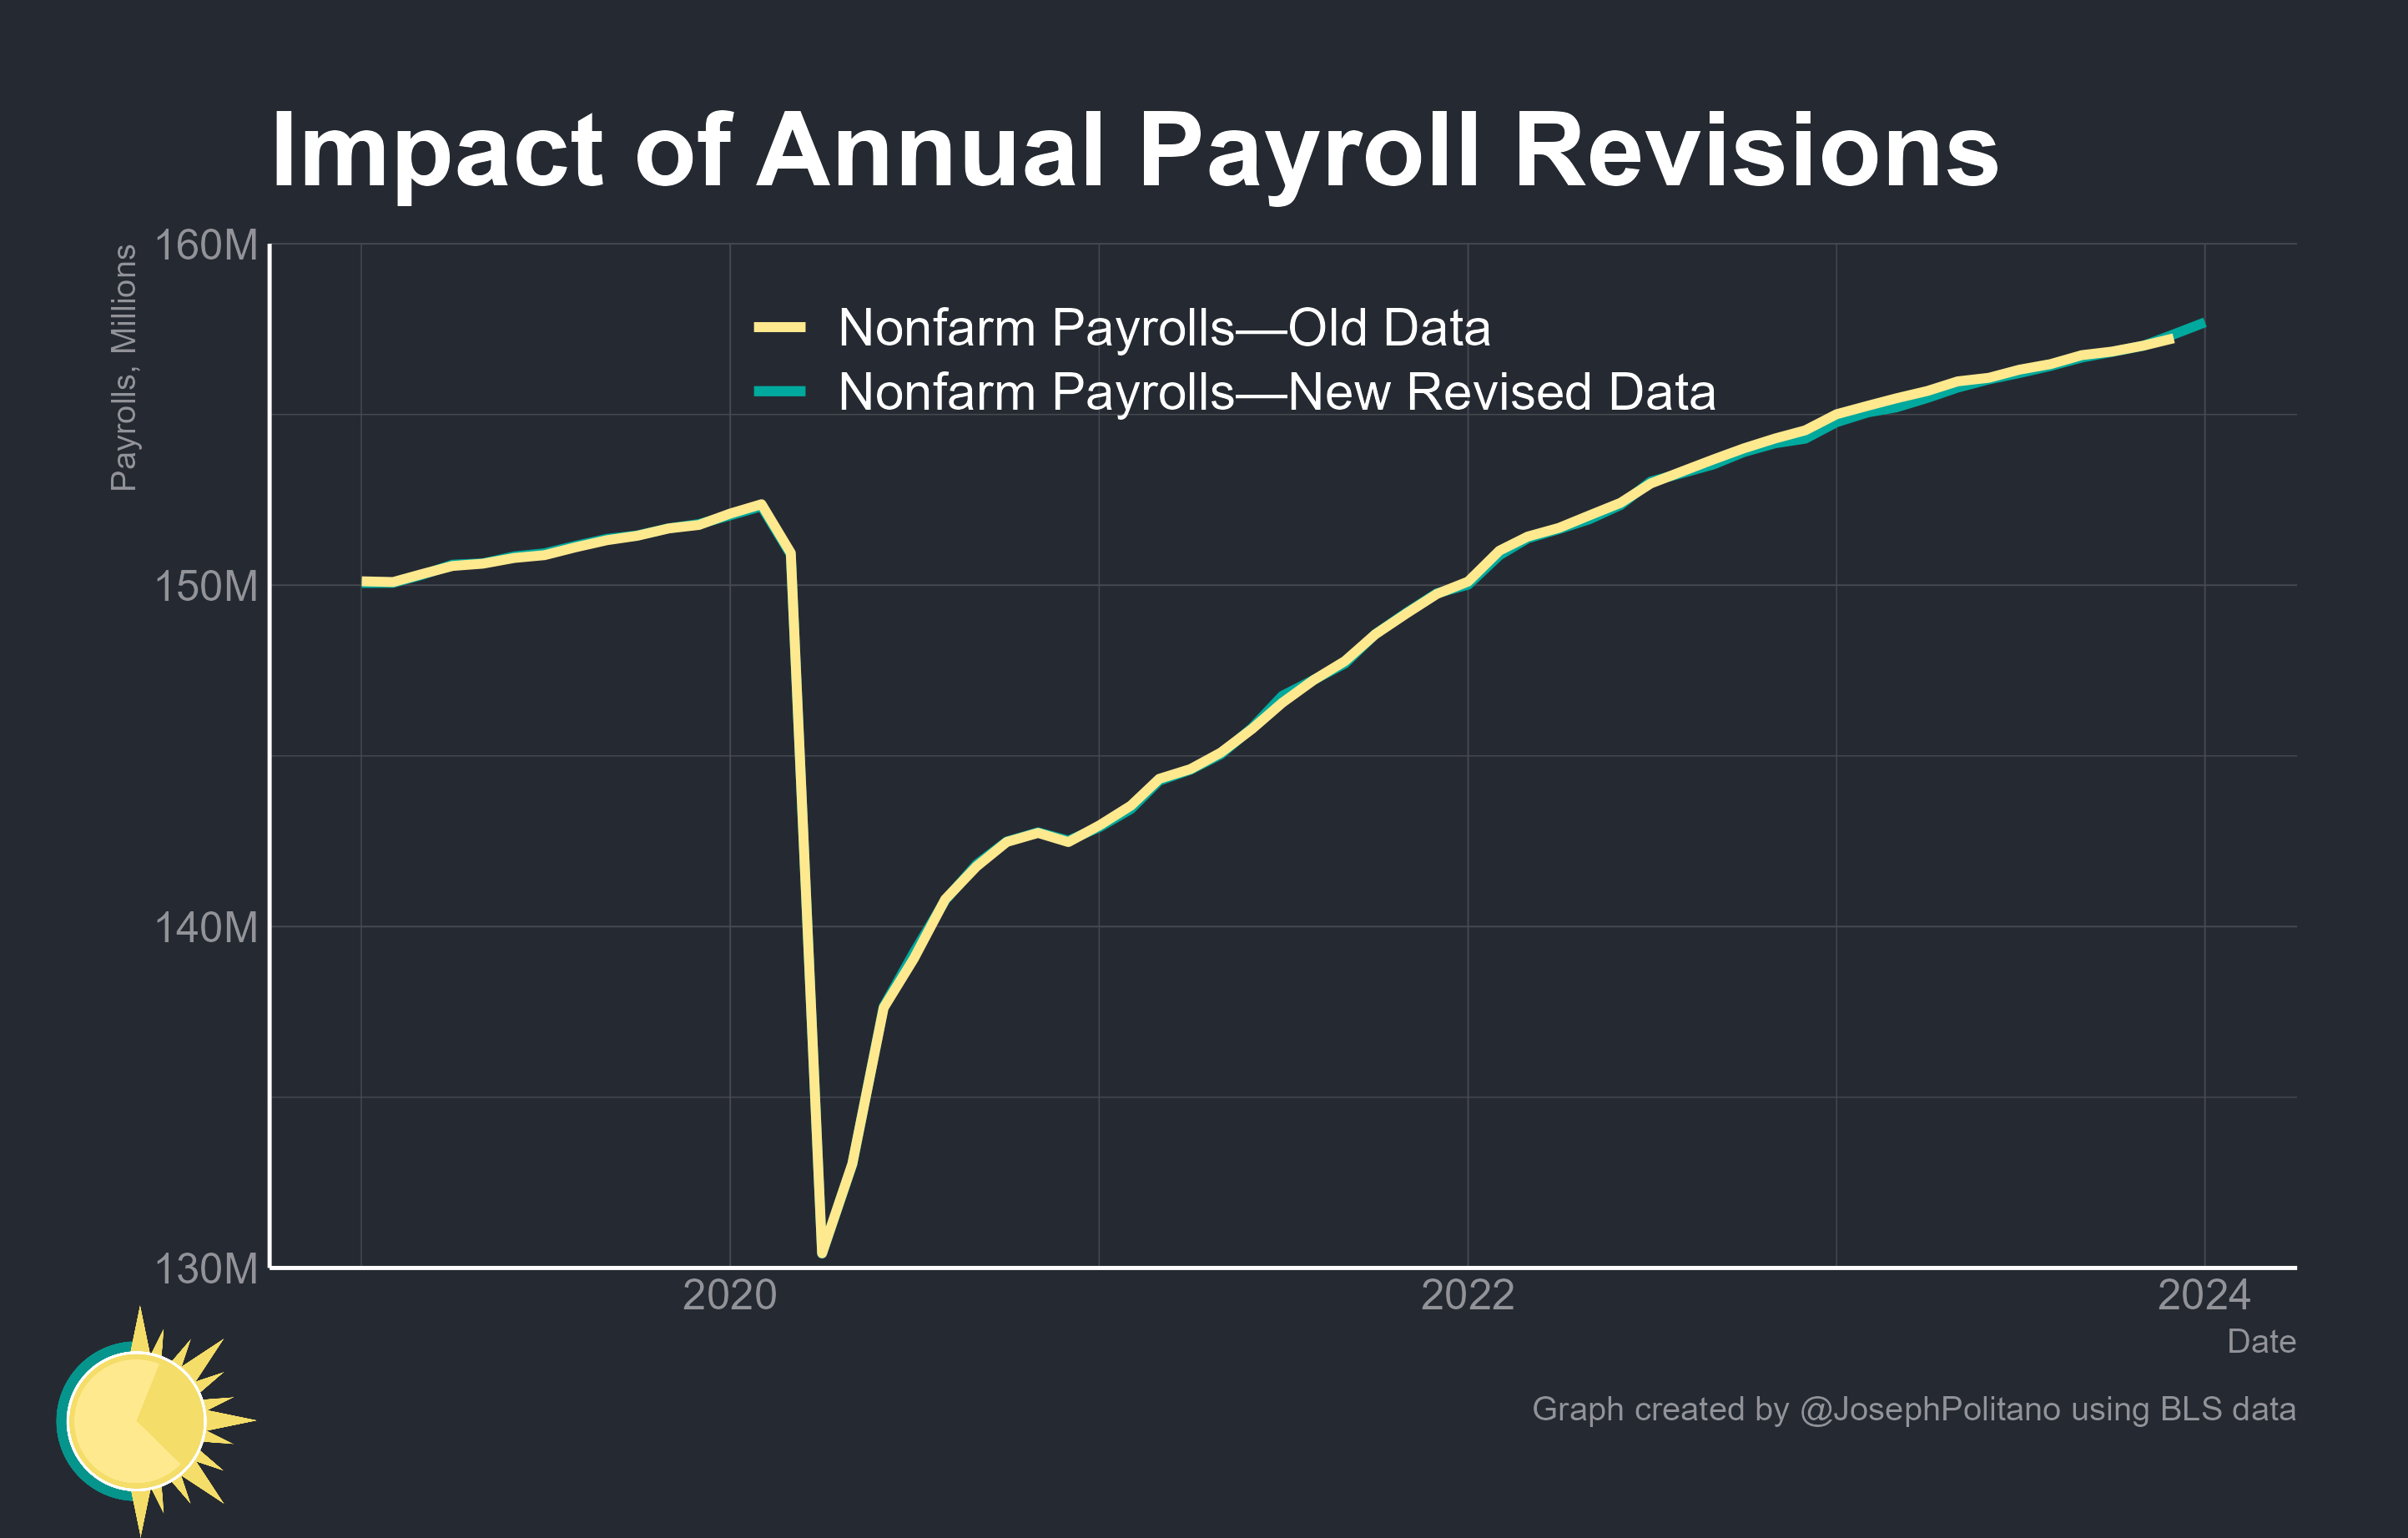 Impact of Annual Payroll Revisions
Payrolls, Millions
160M
150M
140M
130M
Nonfarm Payrolls—Old Data
Nonfarm Payrolls—New Revised Data
2020
2022
2024
Date
Graph created by @JosephPolitano using BLS data